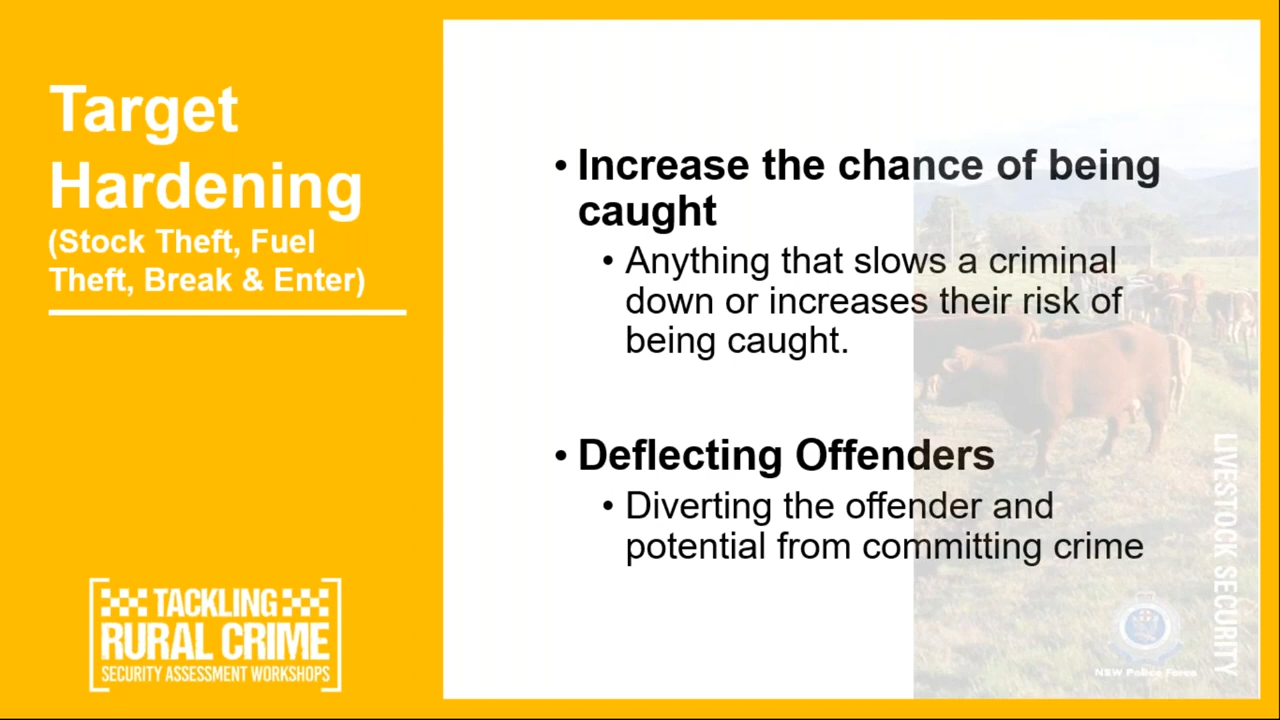 Target
Hardening
(Stock Theft, Fuel
Theft, Break & Enter)
TACKLING
RURAL CRIME
SECURITY ASSESSMENT WORKSHOPS
• Increase the chance of being
caught
• Anything that slows a criminal
down or increases their risk of
being caught.
• Deflecting Offenders
• Diverting the offender and
potential from committing crime
LIVESTOCK SECURITY
NSW Police Force